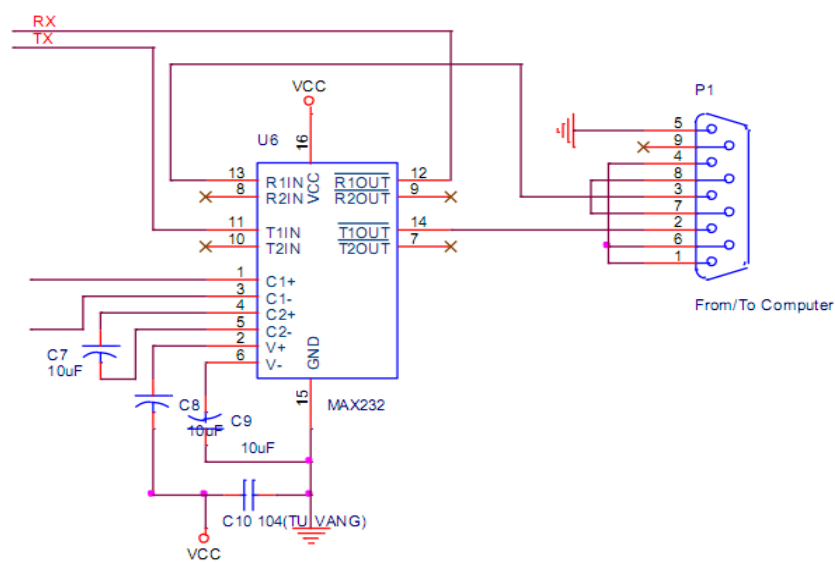 RX
TX
VCC
P1
U6
16
5
9
4
8
3
7
2
6
1
13
R1IN
VCC
R1OUT
12
8
R2IN
R2OUT
9
11
T1IN
T1OUT
14
10
T2IN
T2OUT
7
1
C1+
3
C1-
4
C2+
5
C2-
2
V+
6
V-
GND
15
From/To Computer
C7
10uF
C8
10uF
C9
10uF
MAX232
C10 104(TU VANG)
VCC